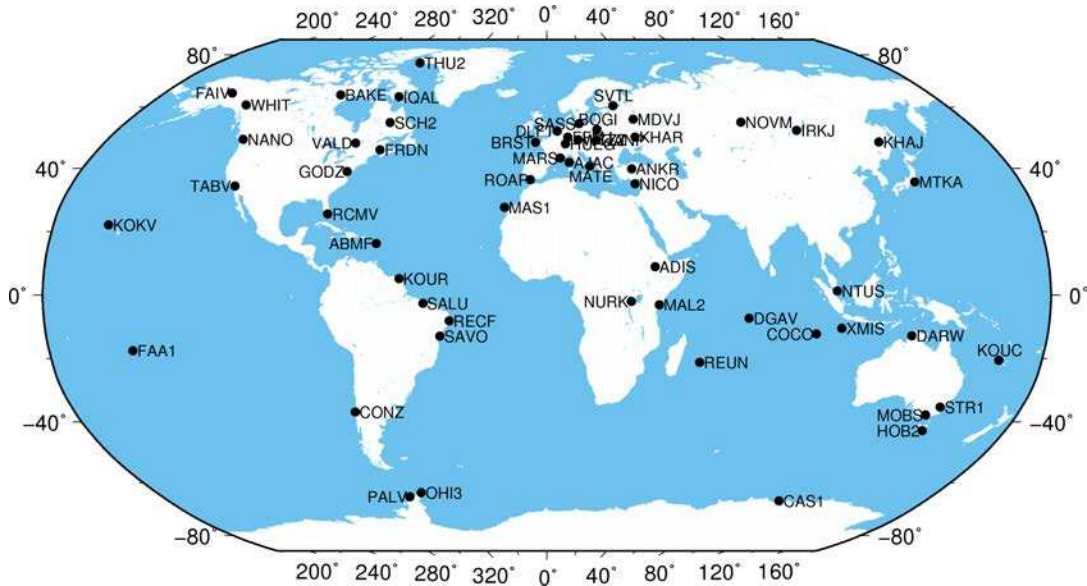 200° 240° 280° 320° 0° 40° 80° 120° 160°
80° 80°
THU2
FAIV BAKE IQAL
WHIT
SVTL
SCH2 SASS BOGI MDVJ NOVM IRKJ
NANO VALD BRST KHAR KHAJ
FRDN
MARS
40° GODZ AJAC ANKR 40°
TABV ROAP MATE NICO MTKA
MAS1
RCMV
KOKV
ABMF
ADIS
KOUR
0° SALU NURK MAL2 NTUS 0°
RECF DGAV XMIS
SAVO COCO DARW
FAA1 REUN KOUC
CONZ MOBS STR1
−40° HOB2 −40°
PALV OHI3 CAS1
−80° −80°
200° 240° 280° 320° 0° 40° 80° 120° 160°